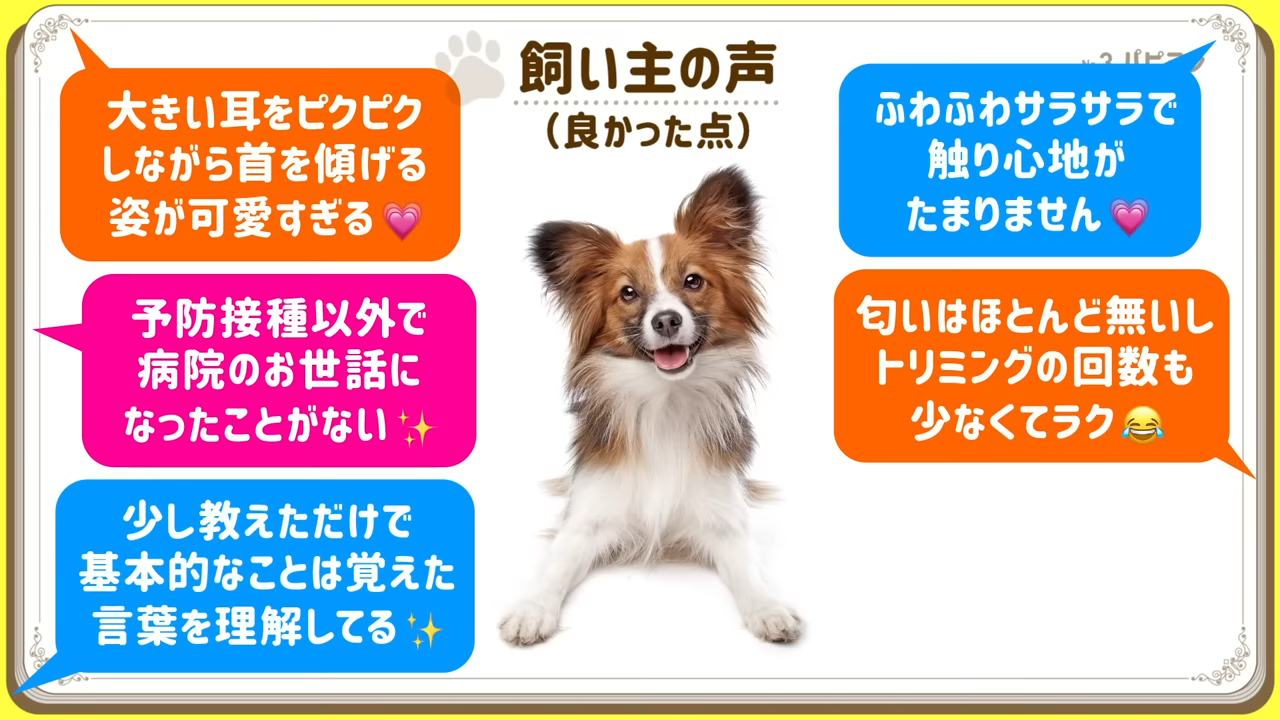 飼い主の声
(良かった点)
大きい耳をピクピク
しながら首を傾げる
姿が可愛すぎる💗
予防接種以外で
病院のお世話に
なったことがない✨
少し教えただけで
基本的なことは覚えた
言葉を理解してる✨
ふわふわサラサラで
触り心地が
たまりません💗
匂いはほとんど無いし
トリミングの回数も
少なくてラク😂